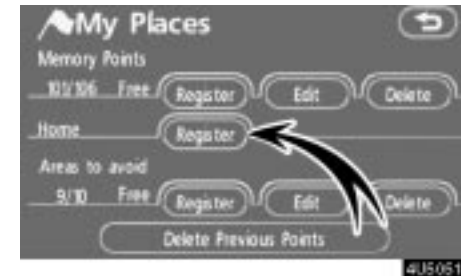 My Places
Memory Points
101/106 Free Register Edit Delete
Home Register
Areas to avoid
9/10 Free Register Edit Delete
Delete Previous Points
4U5051